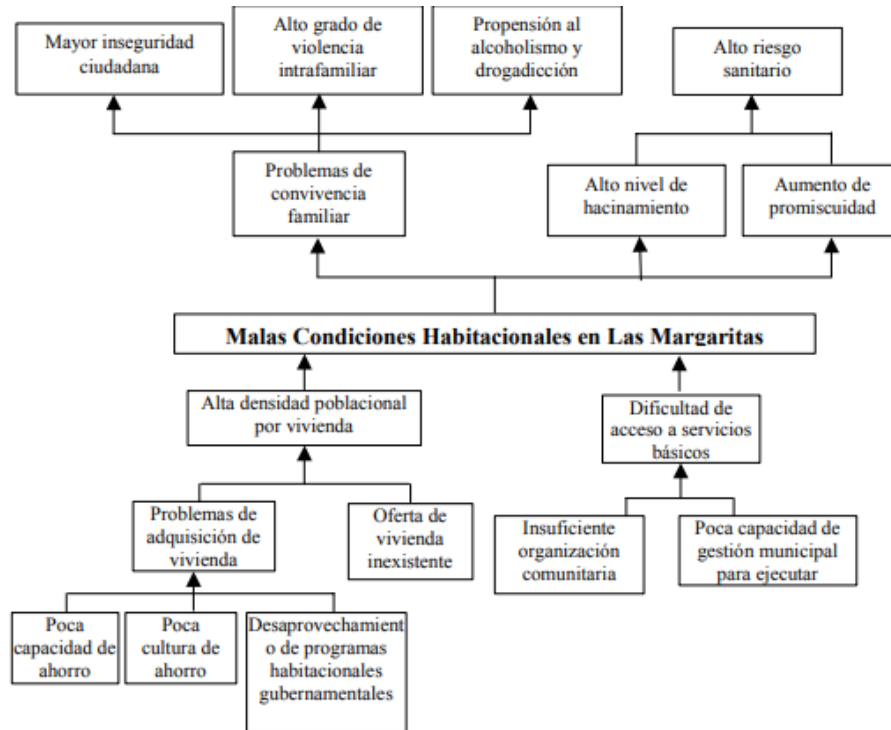 Mayor inseguridad
ciudadana
Alto grado de
violencia
intrafamiliar
Propensión al
alcoholismo y
drogadicción
Alto riesgo
sanitario
Problemas de
convivencia
familiar
Alto nivel de
hacinamiento
Aumento de
promiscuidad
Malas Condiciones Habitacionales en Las Margaritas
Alta densidad poblacional
por vivienda
Dificultad de
acceso a servicios
básicos
Problemas de
adquisición de
vivienda
Oferta de
vivienda
inexistente
Insuficiente
organización
comunitaria
Poca capacidad de
gestión municipal
para ejecutar
Poca
capacidad de
ahorro
Poca
cultura de
ahorro
Desaprovechamient
o de programas
habitacionales
gubernamentales